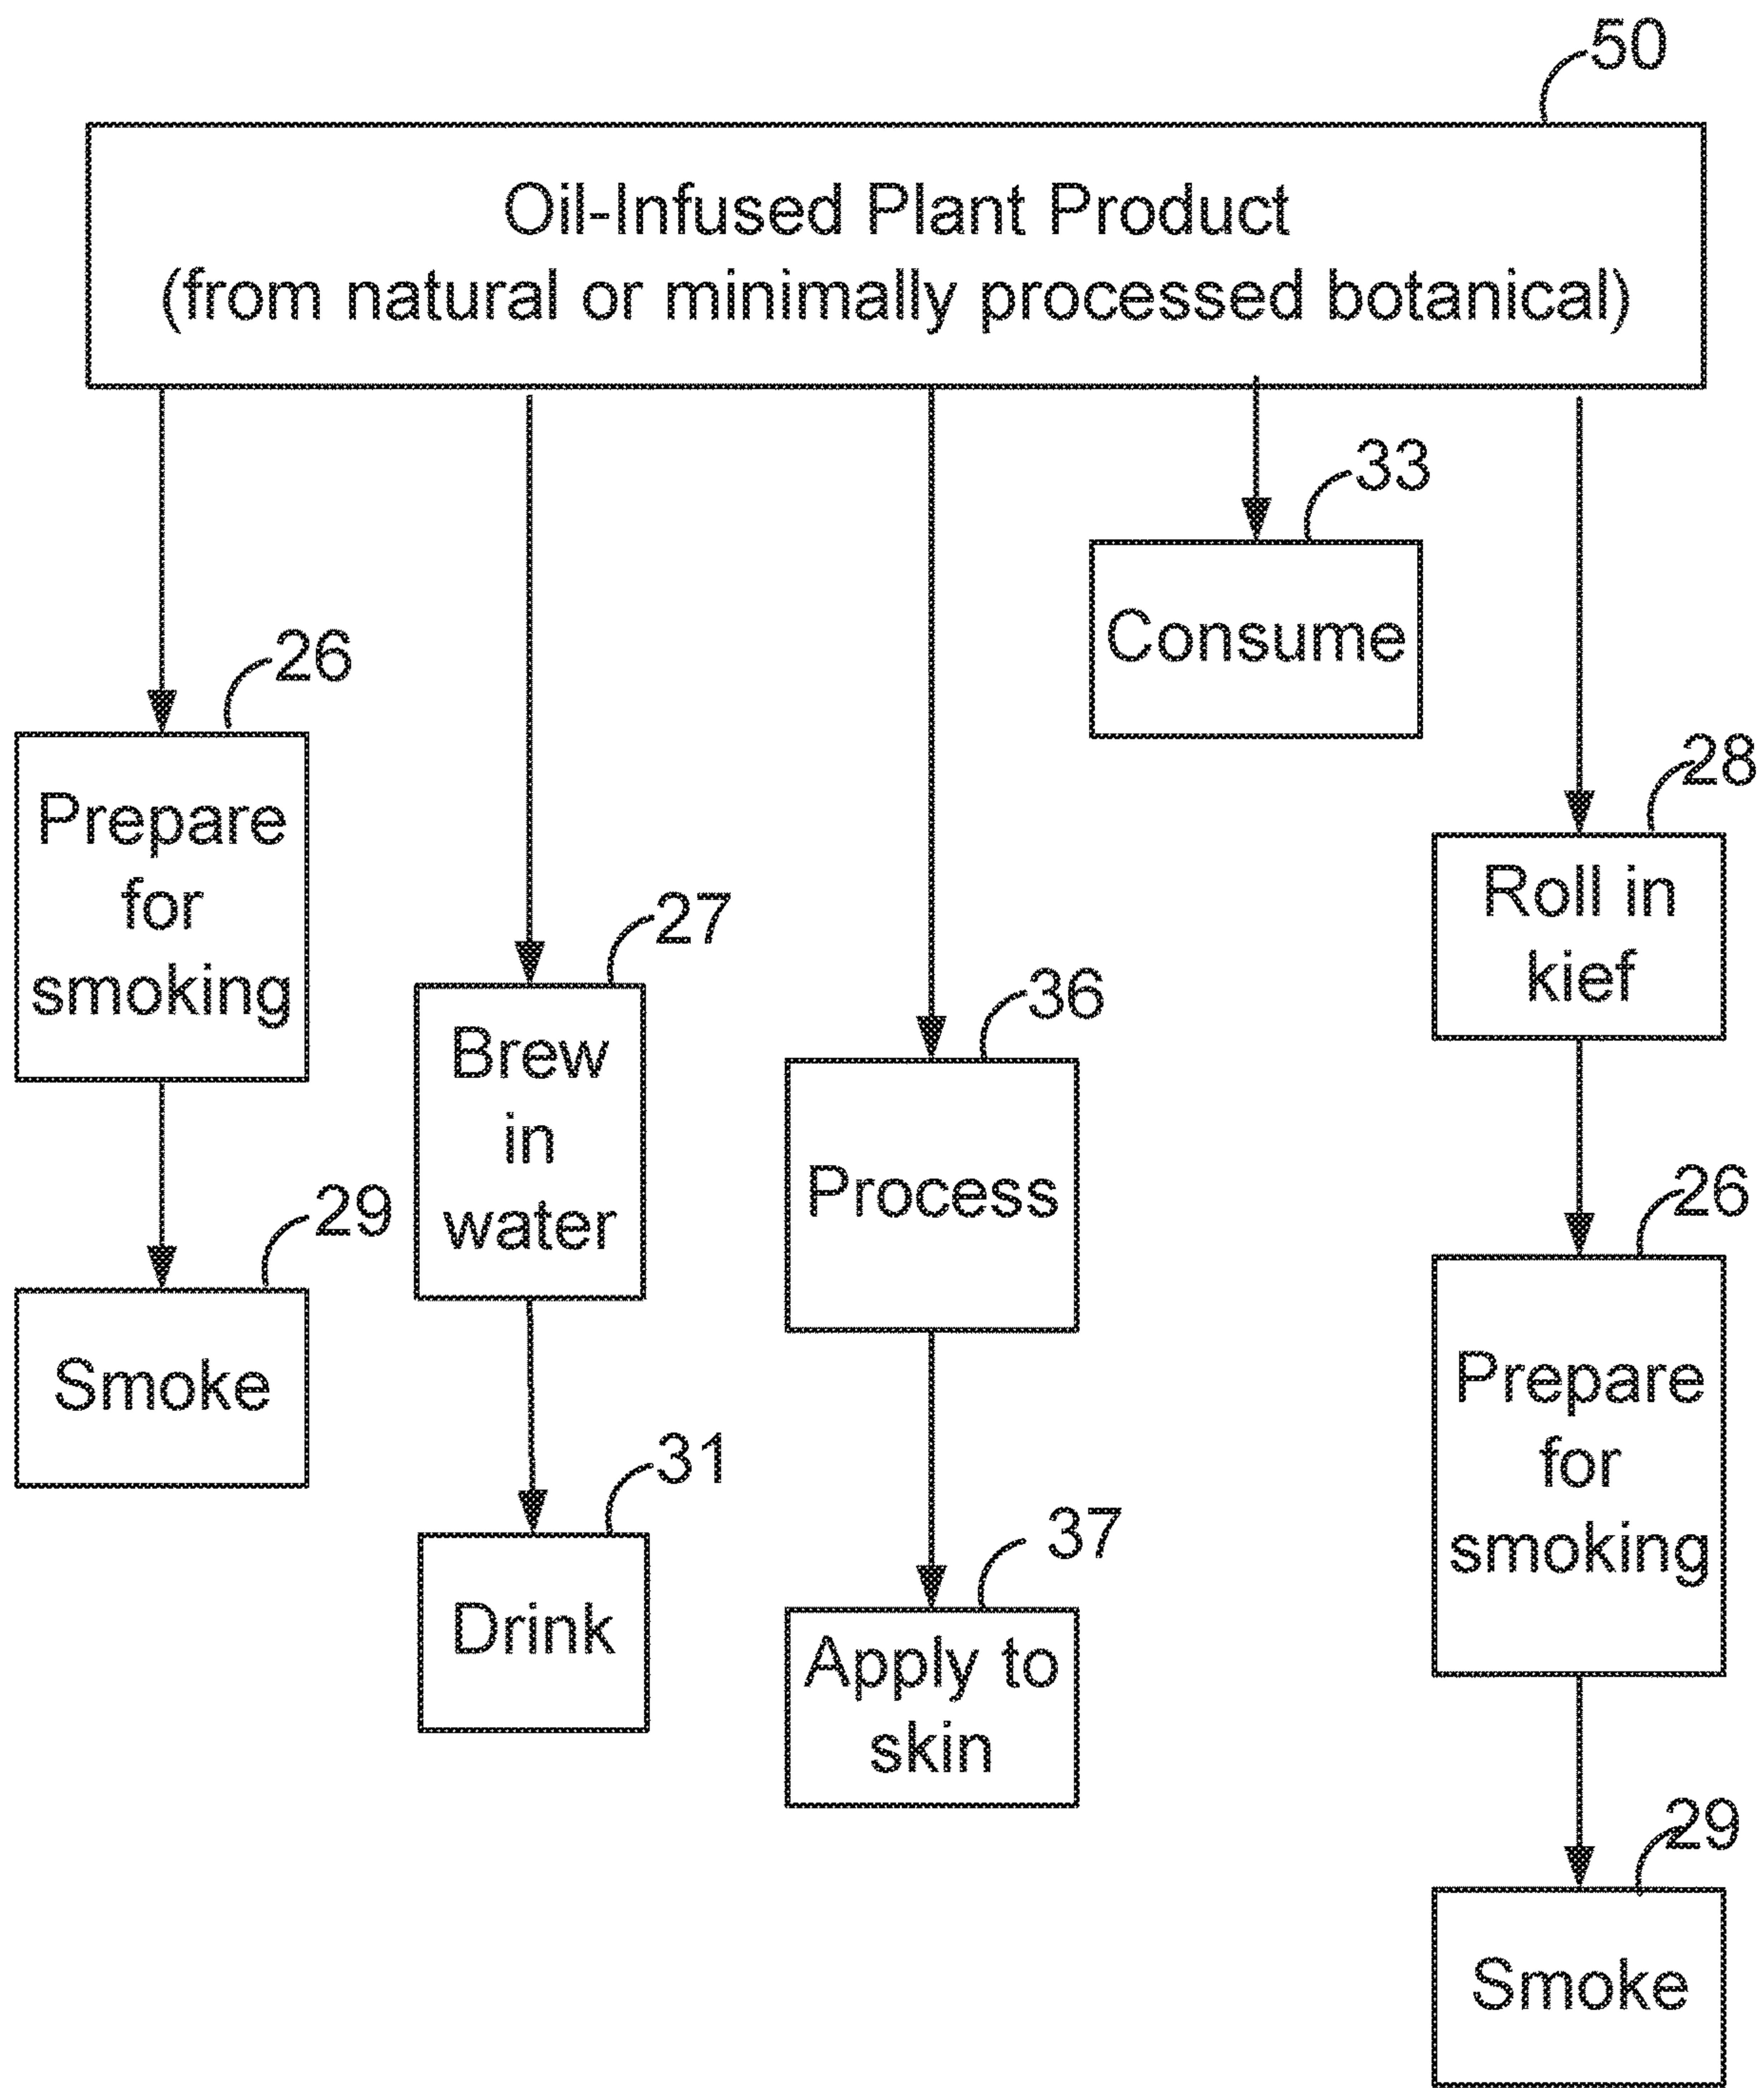 50
Oil-Infused Plant Product
(from natural or minimally processed botanical)
26
Prepare
for
smoking
29
Smoke
27
Brew
in
water
31
Drink
36
Process
37
Apply to
skin
33
Consume
28
Roll in
kief
26
Prepare
for
smoking
29
Smoke